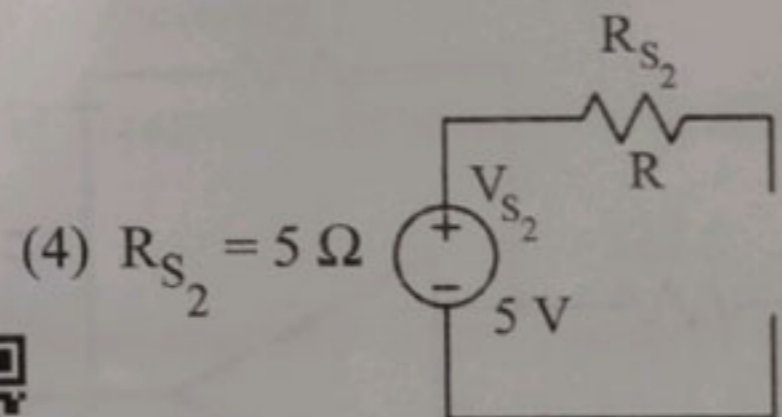 R_S₂
R
V_S₂
+
(4) R_S₂ = 5 Ω
−
5 V